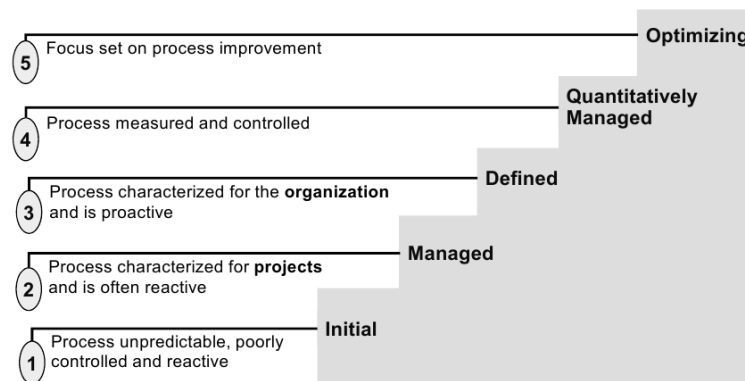 Optimizing
5
Focus set on process improvement
Quantitatively
Managed
4
Process measured and controlled
Defined
3
Process characterized for the organization
and is proactive
Managed
2
Process characterized for projects
and is often reactive
Initial
1
Process unpredictable, poorly
controlled and reactive